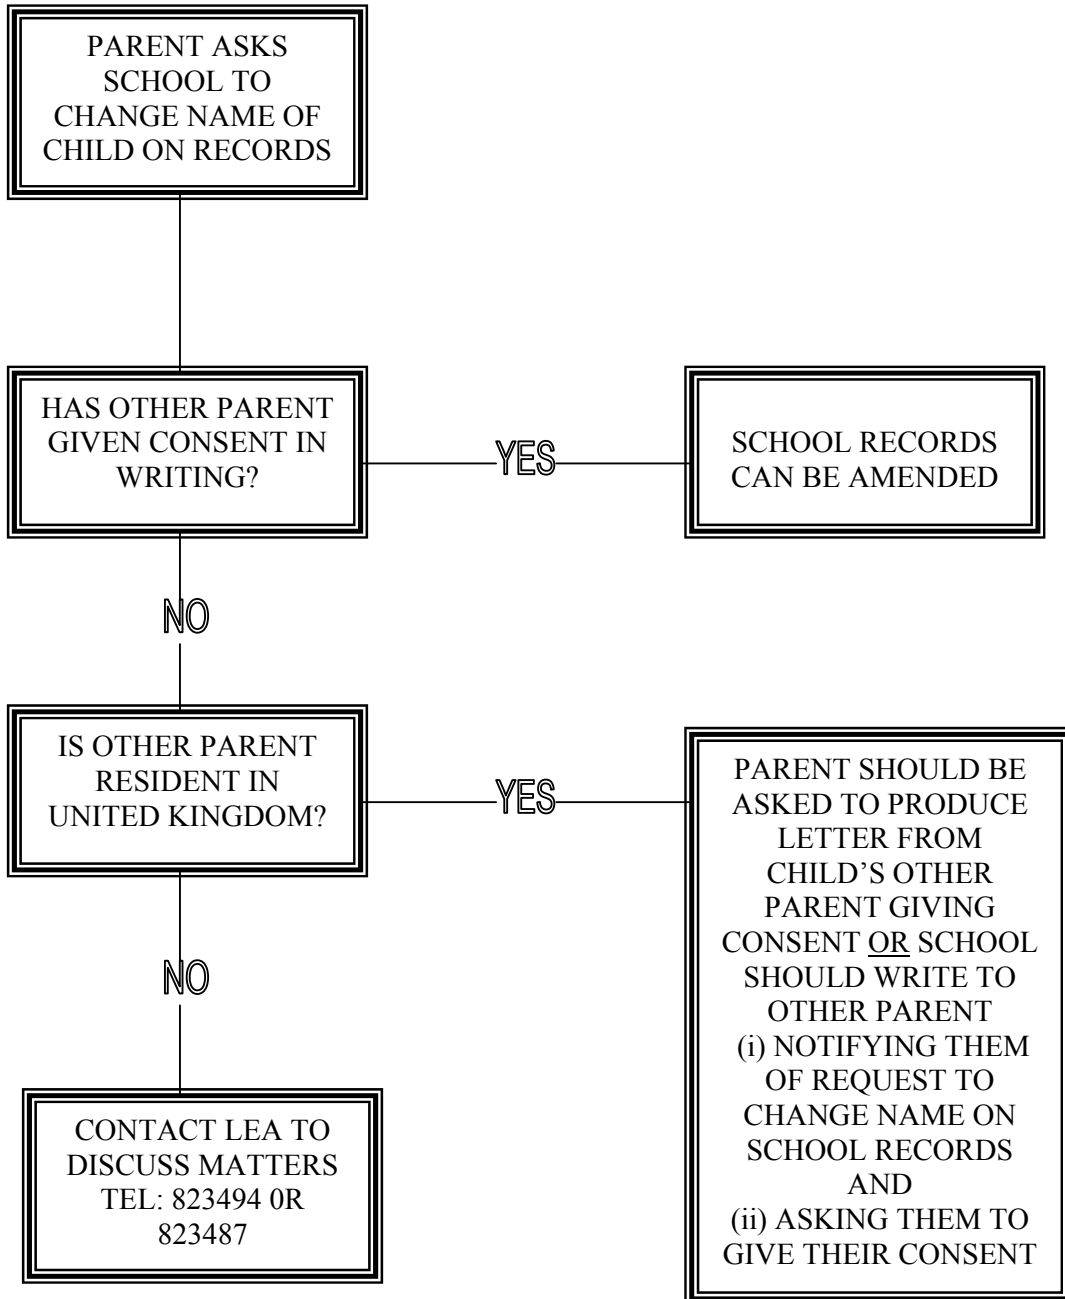 PARENT ASKS
SCHOOL TO
CHANGE NAME OF
CHILD ON RECORDS
HAS OTHER PARENT
GIVEN CONSENT IN
WRITING?
YES
SCHOOL RECORDS
CAN BE AMENDED
NO
IS OTHER PARENT
RESIDENT IN
UNITED KINGDOM?
YES
PARENT SHOULD BE
ASKED TO PRODUCE
LETTER FROM
CHILD’S OTHER
PARENT GIVING
CONSENT OR SCHOOL
SHOULD WRITE TO
OTHER PARENT
(i) NOTIFYING THEM
OF REQUEST TO
CHANGE NAME ON
SCHOOL RECORDS
AND
(ii) ASKING THEM TO
GIVE THEIR CONSENT
NO
CONTACT LEA TO
DISCUSS MATTERS
TEL: 823494 0R
823487